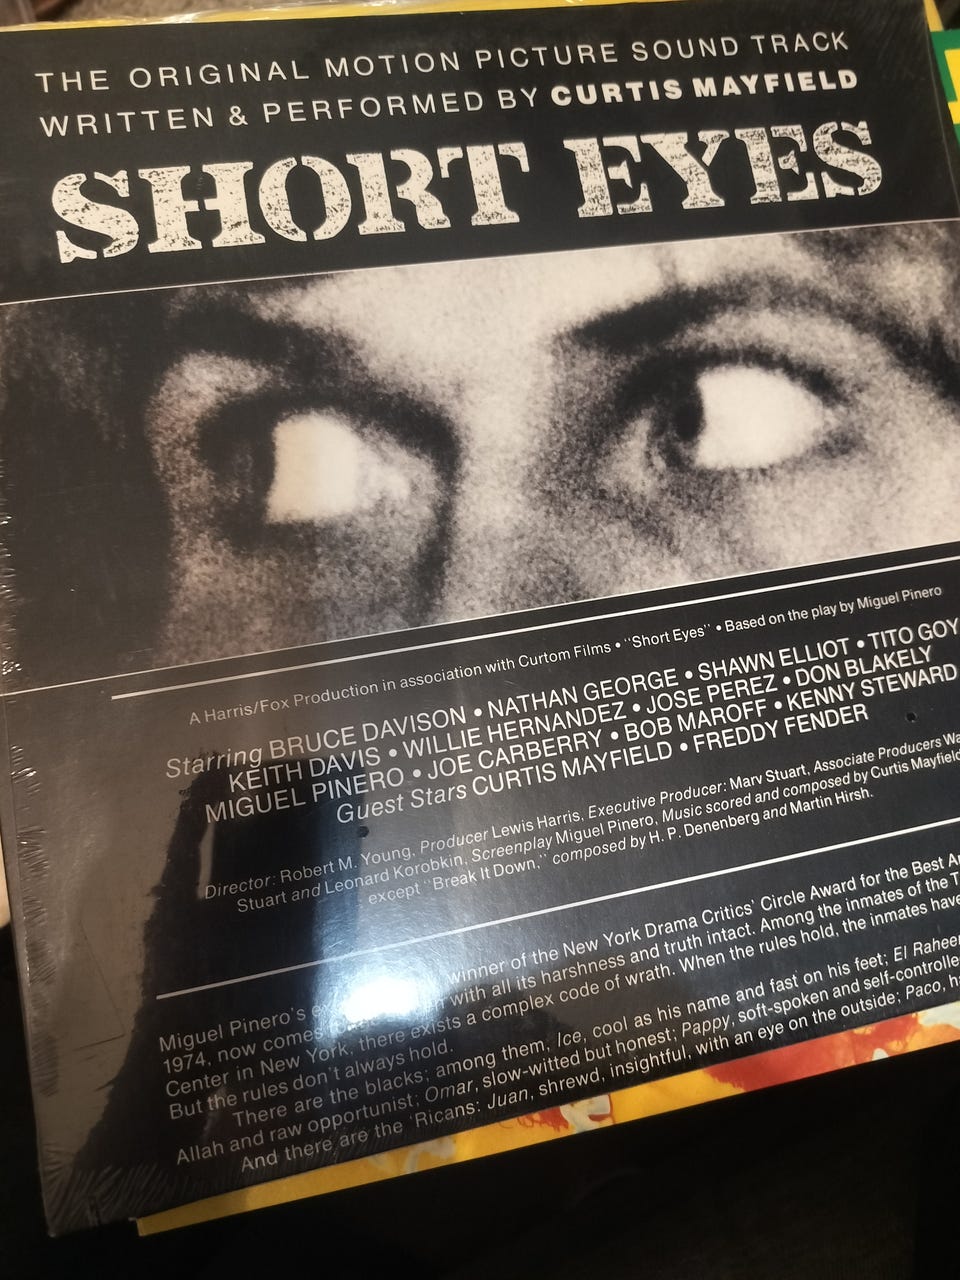 THE ORIGINAL MOTION PICTURE SOUND TRACK
WRITTEN & PERFORMED BY CURTIS MAYFIELD
SHORT EYES
A Harris/Fox Production in association with Curtom Films • "Short Eyes" • Based on the play by Miguel Pinero
Starring BRUCE DAVISON • NATHAN GEORGE • SHAWN ELLIOT • TITO GOY
KEITH DAVIS • WILLIE HERNANDEZ • JOSE PEREZ • DON BLAKELY
MIGUEL PINERO • JOE CARBERRY • BOB MAROFF • KENNY STEWARD
Guest Stars CURTIS MAYFIELD • FREDDY FENDER
Director: Robert M. Young, Producer Lewis Harris, Executive Producer: Marv Stuart, Associate Producers Wa
Stuart and Leonard Korobkin, Screenplay Miguel Pinero, Music scored and composed by Curtis Mayfield
except "Break It Down," composed by H. P. Denenberg and Martin Hirsh.
Miguel Pinero's winner of the New York Drama Critics' Circle Award for the Best Am
1974, now comes with all its harshness and truth intact. Among the inmates of the T
Center in New York, there exists a complex code of wrath. When the rules hold, the inmates have
But the rules don't always hold.
There are the blacks; among them, Ice, cool as his name and fast on his feet; El Raheem
Allah and raw opportunist; Omar, slow-witted but honest; Pappy, soft-spoken and self-controlle
And there are the 'Ricans: Juan, shrewd, insightful, with an eye on the outside; Paco, ha